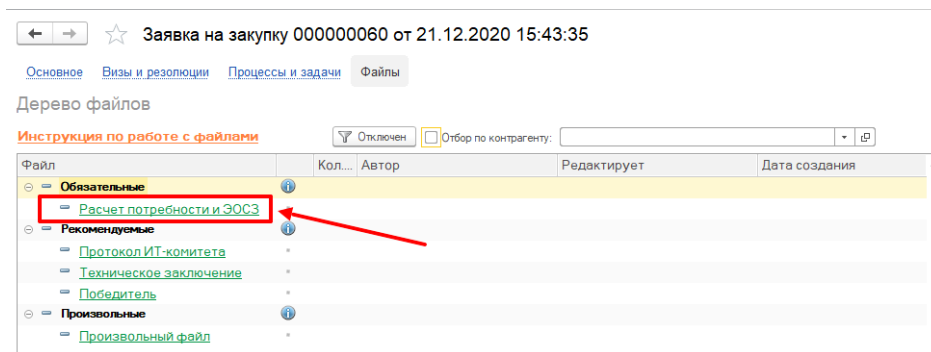 Заявка на закупку 000000060 от 21.12.2020 15:43:35
Основное Визы и резолюции Процессы и задачи Файлы
Дерево файлов
Инструкция по работе с файлами Отключен Отбор по контрагенту:
Файл Кол.... Автор Редактирует Дата создания
Обязательные
Расчет потребности и ЭОСЗ
Рекомендуемые
Протокол ИТ-комитета
Техническое заключение
Победитель
Произвольные
Произвольный файл